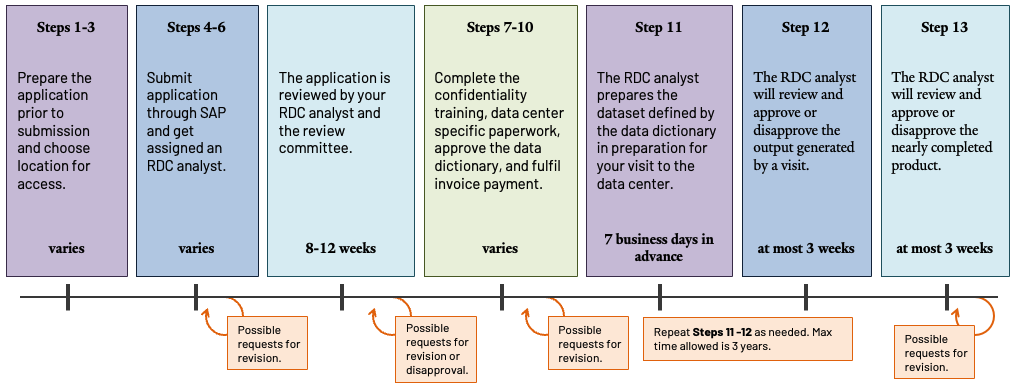 Steps 1-3
Prepare the
application
prior to
submission
and choose
location for
access.
varies
Steps 4-6
Submit
application
through SAP
and get
assigned an
RDC analyst.
varies
The application is
reviewed by your
RDC analyst and
the review
committee.
8-12 weeks
Steps 7-10
Complete the
confidentiality
training, data center
specific paperwork,
approve the data
dictionary, and fulfil
invoice payment.
varies
Step 11
The RDC analyst
prepares the
dataset defined by
the data dictionary
in preparation for
your visit to the
data center.
7 business days in
advance
Step 12
The RDC analyst
will review and
approve or
disapprove the
output generated
by a visit.
at most 3 weeks
Step 13
The RDC analyst
will review and
approve or
disapprove the
nearly completed
product.
at most 3 weeks
Possible
requests for
revision.
Possible
requests for
revision or
disapproval.
Possible
requests for
revision.
Repeat Steps 11 -12 as needed. Max
time allowed is 3 years.
Possible
requests for
revision.